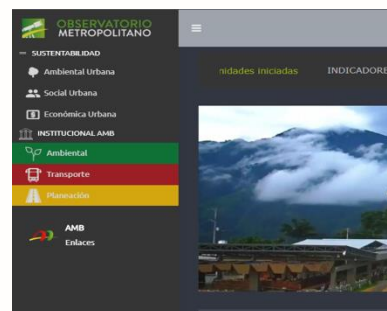 OBSERVATORIO
METROPOLITANO
SUSTENTABILIDAD
Ambiental Urbana
Social Urbana
Económica Urbana
INSTITUCIONAL AMB
Ambiental
Transporte
Planeación
AMB
Enlaces
nidades iniciadas INDICADORE